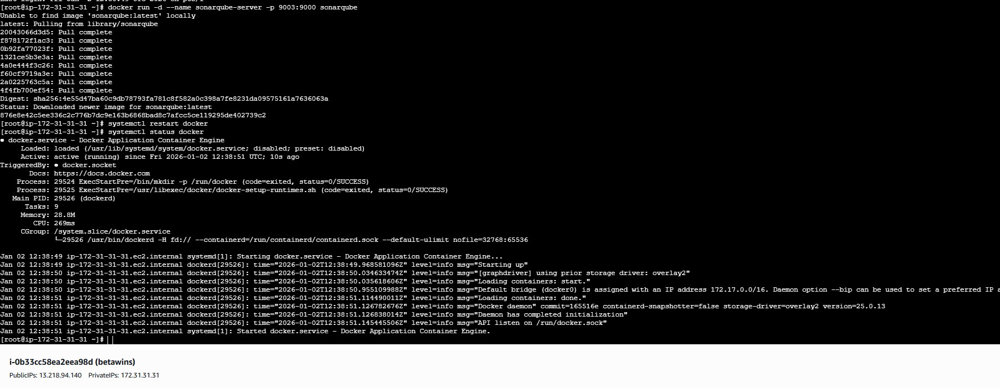 [root@ip-172-31-31-31 ~]# docker run -d --name sonarqube-server -p 9003:9000 sonarqube
Unable to find image 'sonarqube:latest' locally
latest: Pulling from library/sonarqube
20043066d3d5: Pull complete
f878172f1ac3: Pull complete
0b92fa77023f: Pull complete
1321ce5b3e3a: Pull complete
4a0e444f3c26: Pull complete
f60cf9719a3e: Pull complete
2a0225763c5a: Pull complete
4f4fb700ef54: Pull complete
Digest: sha256:4e55d47ba60c9db78793fa781c8f582a0c398a7fe8231da09575161a7636063a
Status: Downloaded newer image for sonarqube:latest
876e8e42c5ee336c2c776b7dc9e163b6868bad8c7afcc5ce119295de402739c2
[root@ip-172-31-31-31 ~]# systemctl restart docker
[root@ip-172-31-31-31 ~]# systemctl status docker
● docker.service - Docker Application Container Engine
Loaded: loaded (/usr/lib/systemd/system/docker.service; disabled; preset: disabled)
Active: active (running) since Fri 2026-01-02 12:38:51 UTC; 10s ago
TriggeredBy: ● docker.socket
Docs: https://docs.docker.com
Process: 29524 ExecStartPre=/bin/mkdir -p /run/docker (code=exited, status=0/SUCCESS)
Process: 29525 ExecStartPre=/usr/libexec/docker/docker-setup-runtimes.sh (code=exited, status=0/SUCCESS)
Main PID: 29526 (dockerd)
Tasks: 9
Memory: 28.8M
CPU: 269ms
CGroup: /system.slice/docker.service
└─29526 /usr/bin/dockerd -H fd:// --containerd=/run/containerd/containerd.sock --default-ulimit nofile=32768:65536
Jan 02 12:38:49 ip-172-31-31-31.ec2.internal systemd[1]: Starting docker.service - Docker Application Container Engine...
Jan 02 12:38:49 ip-172-31-31-31.ec2.internal dockerd[29526]: time="2026-01-02T12:38:49.968581096Z" level=info msg="Starting up"
Jan 02 12:38:50 ip-172-31-31-31.ec2.internal dockerd[29526]: time="2026-01-02T12:38:50.034633474Z" level=info msg="[graphdriver] using prior storage driver: overlay2"
Jan 02 12:38:50 ip-172-31-31-31.ec2.internal dockerd[29526]: time="2026-01-02T12:38:50.035618606Z" level=info msg="Loading containers: start."
Jan 02 12:38:50 ip-172-31-31-31.ec2.internal dockerd[29526]: time="2026-01-02T12:38:50.955109988Z" level=info msg="Default bridge (docker0) is assigned with an IP address 172.17.0.0/16. Daemon option --bip can be used to set a preferred IP a
Jan 02 12:38:51 ip-172-31-31-31.ec2.internal dockerd[29526]: time="2026-01-02T12:38:51.114490011Z" level=info msg="Loading containers: done."
Jan 02 12:38:51 ip-172-31-31-31.ec2.internal dockerd[29526]: time="2026-01-02T12:38:51.126782676Z" level=info msg="Docker daemon" commit=165516e containerd-snapshotter=false storage-driver=overlay2 version=25.0.13
Jan 02 12:38:51 ip-172-31-31-31.ec2.internal dockerd[29526]: time="2026-01-02T12:38:51.126838014Z" level=info msg="Daemon has completed initialization"
Jan 02 12:38:51 ip-172-31-31-31.ec2.internal dockerd[29526]: time="2026-01-02T12:38:51.145445506Z" level=info msg="API listen on /run/docker.sock"
Jan 02 12:38:51 ip-172-31-31-31.ec2.internal systemd[1]: Started docker.service - Docker Application Container Engine.
[root@ip-172-31-31-31 ~]#
i-0b33cc58ea2eea98d (betawins)
PublicIPs: 13.218.94.140 PrivateIPs: 172.31.31.31